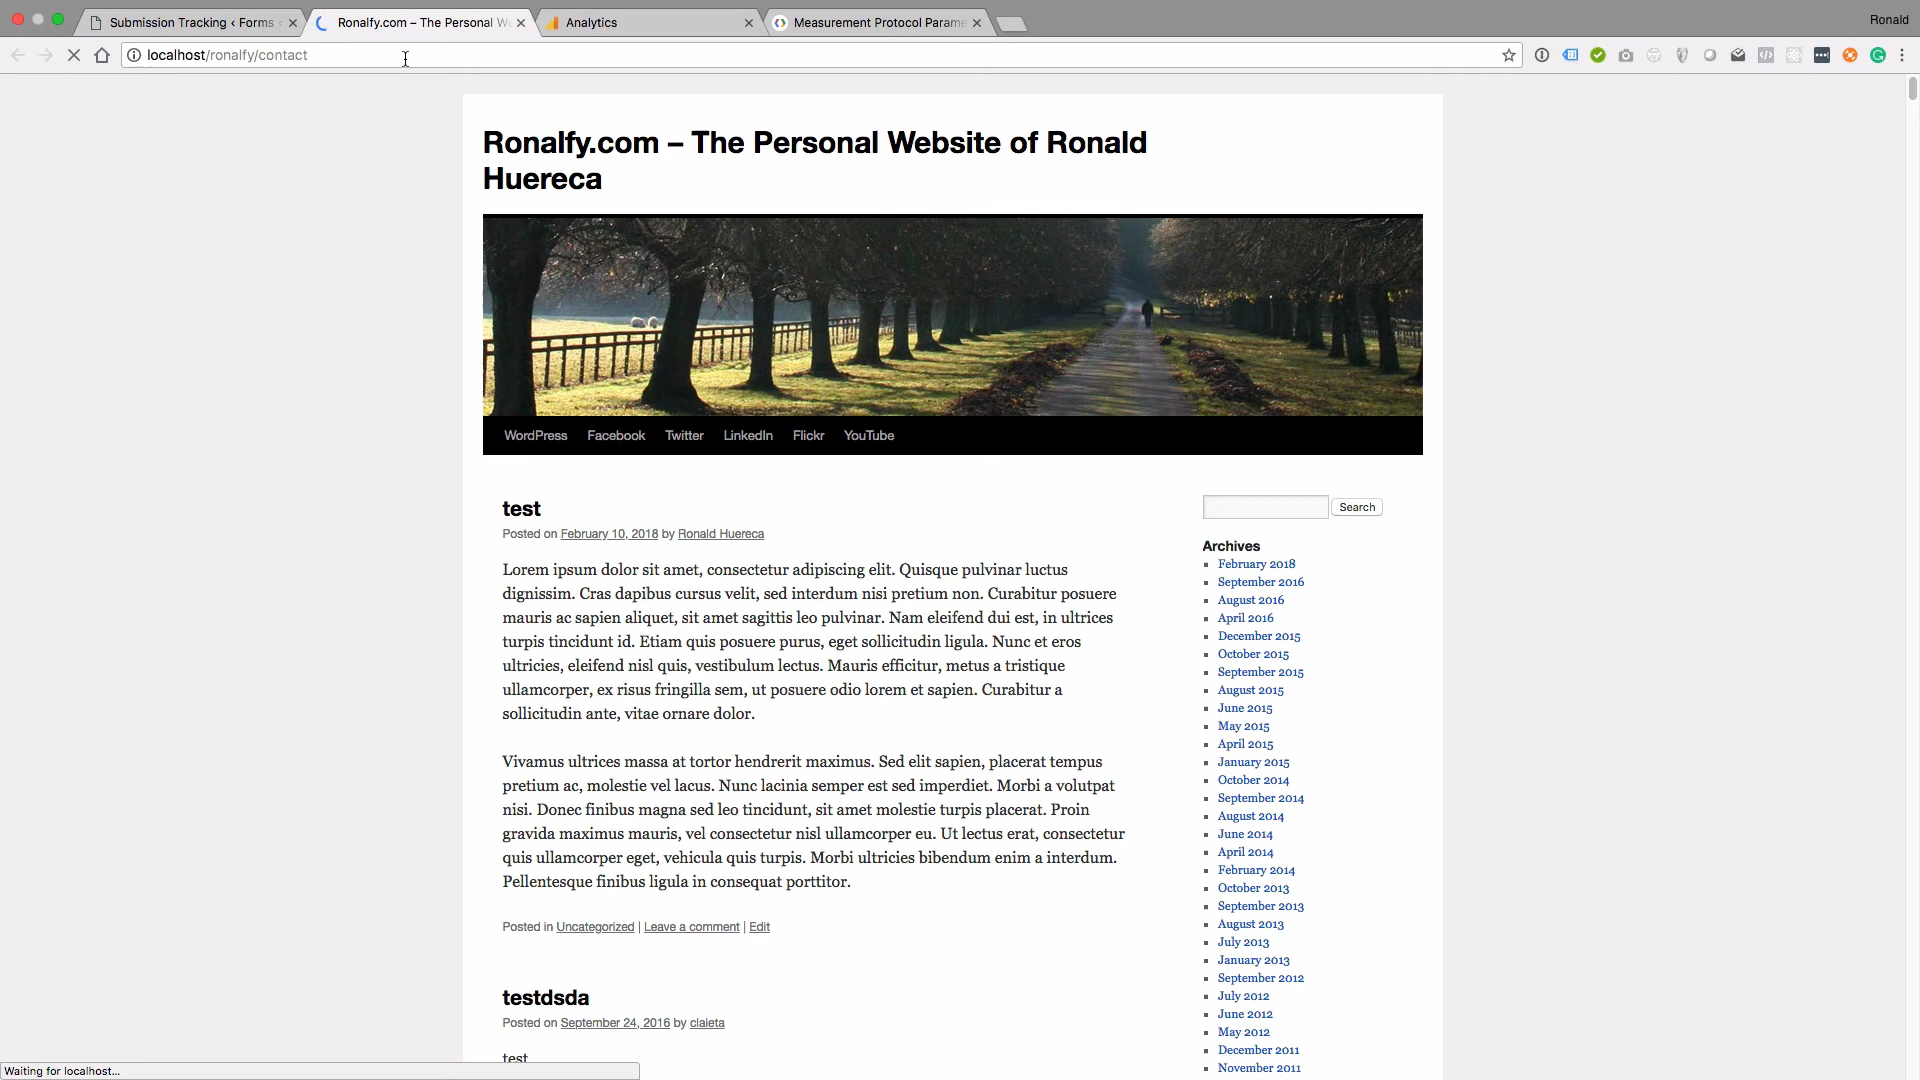 Submission Tracking ‹ Forms
Ronalfy.com – The Personal We
Analytics
Measurement Protocol Parame
Ronald
localhost/ronalfy/contact
Ronalfy.com – The Personal Website of Ronald
Huereca
WordPress Facebook Twitter LinkedIn Flickr YouTube
test
Posted on February 10, 2018 by Ronald Huereca
Lorem ipsum dolor sit amet, consectetur adipiscing elit. Quisque pulvinar luctus
dignissim. Cras dapibus cursus velit, sed interdum nisi pretium non. Curabitur posuere
mauris ac sapien aliquet, sit amet sagittis leo pulvinar. Nam eleifend dui est, in ultrices
turpis tincidunt id. Etiam quis posuere purus, eget sollicitudin ligula. Nunc et eros
ultricies, eleifend nisl quis, vestibulum lectus. Mauris efficitur, metus a tristique
ullamcorper, ex risus fringilla sem, ut posuere odio lorem et sapien. Curabitur a
sollicitudin ante, vitae ornare dolor.
Vivamus ultrices massa at tortor hendrerit maximus. Sed elit sapien, placerat tempus
pretium ac, molestie vel lacus. Nunc lacinia semper est sed imperdiet. Morbi a volutpat
nisi. Donec finibus magna sed leo tincidunt, sit amet molestie turpis placerat. Proin
gravida maximus mauris, vel consectetur nisl ullamcorper eu. Ut lectus erat, consectetur
quis ullamcorper eget, vehicula quis turpis. Morbi ultricies bibendum enim a interdum.
Pellentesque finibus ligula in consequat porttitor.
Posted in Uncategorized | Leave a comment | Edit
testdsda
Posted on September 24, 2016 by claieta
test
Search
Archives
February 2018
September 2016
August 2016
April 2016
December 2015
October 2015
September 2015
August 2015
June 2015
May 2015
April 2015
January 2015
October 2014
September 2014
August 2014
June 2014
April 2014
February 2014
October 2013
September 2013
August 2013
July 2013
January 2013
September 2012
July 2012
June 2012
May 2012
December 2011
November 2011
Waiting for localhost...